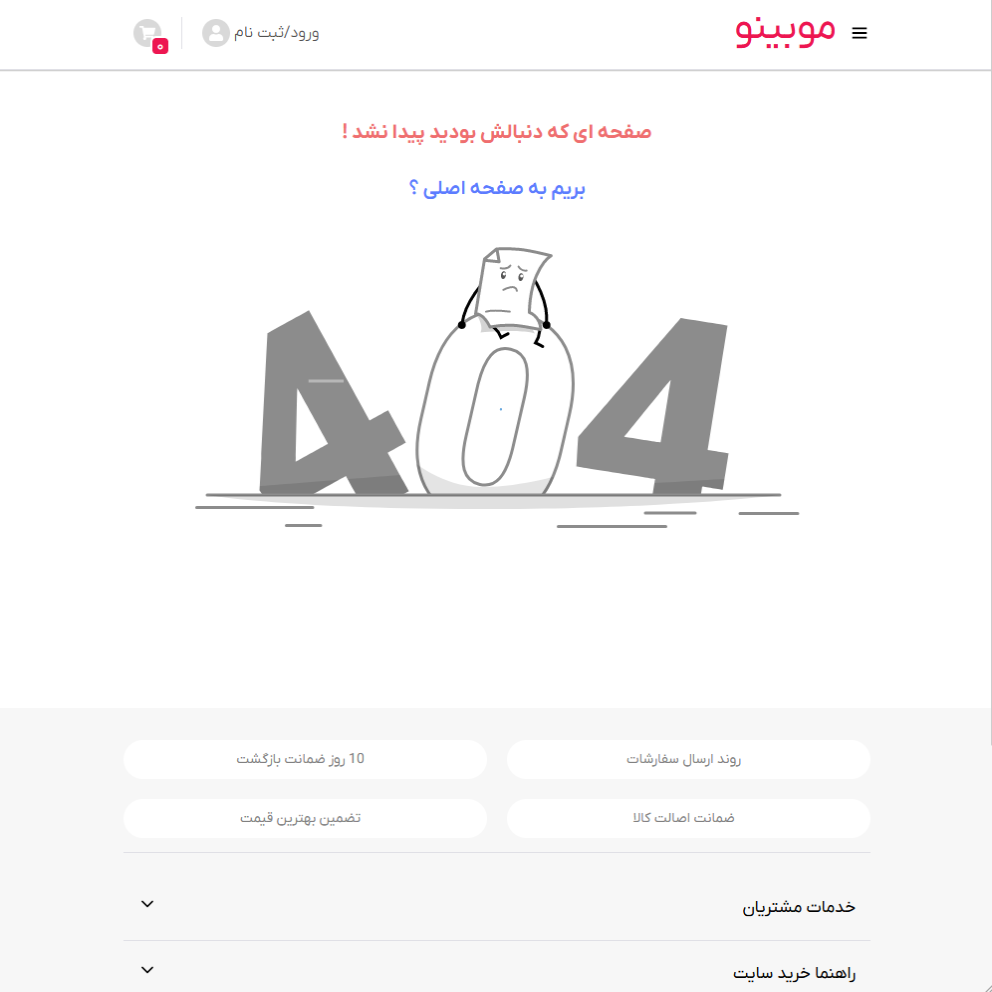 موبینو
ورود/ثبت نام
۰
صفحه ای که دنبالش بودید پیدا نشد !
بریم به صفحه اصلی ؟
404
روند ارسال سفارشات
10 روز ضمانت بازگشت
ضمانت اصالت کالا
تضمین بهترین قیمت
خدمات مشتریان
راهنما خرید سایت